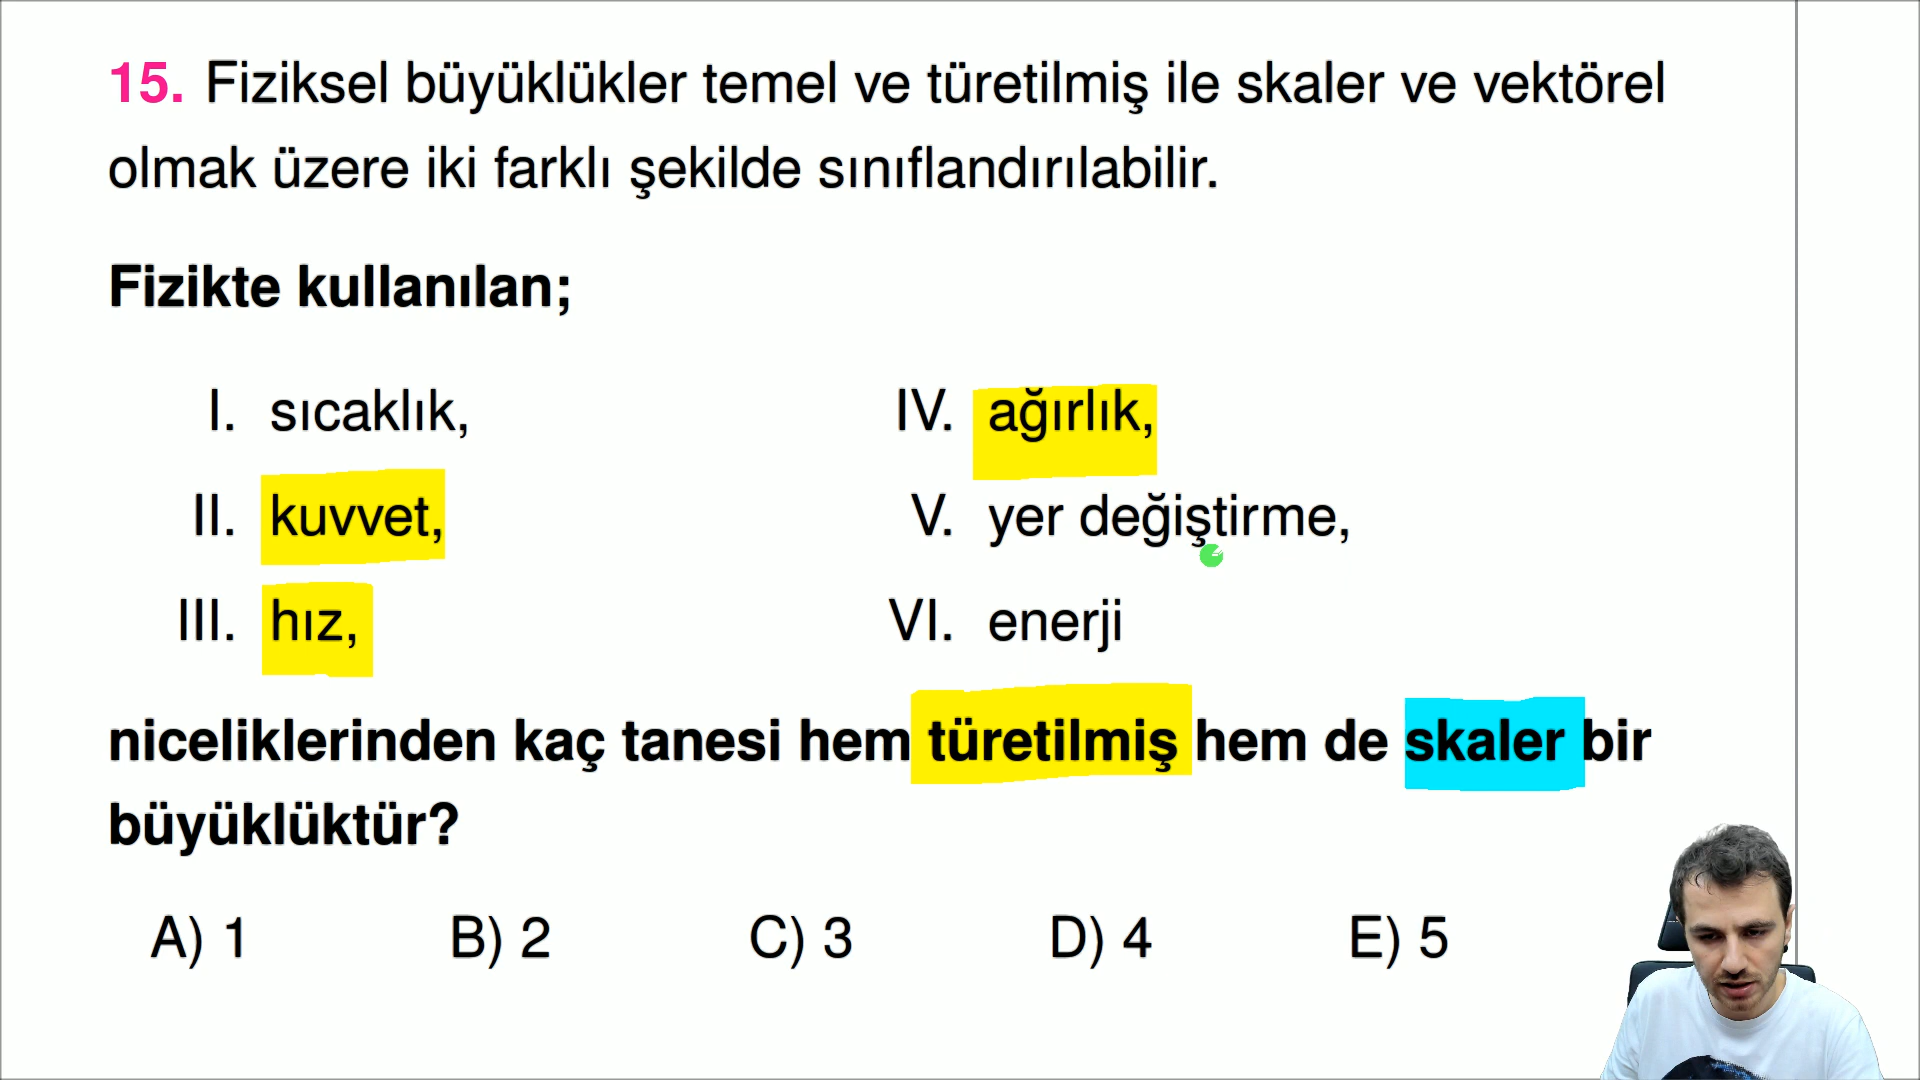 15. Fiziksel büyüklükler temel ve türetilmiş ile skaler ve vektörel
olmak üzere iki farklı şekilde sınıflandırılabilir.
Fizikte kullanılan;
I. sıcaklık,
II. kuvvet,
III. hız,
IV. ağırlık,
V. yer değiştirme,
VI. enerji
niceliklerinden kaç tanesi hem türetilmiş hem de skaler bir
büyüklüktür?
A) 1 B) 2 C) 3 D) 4 E) 5